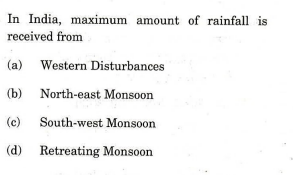 In India, maximum amount of rainfall is
received from
(a) Western Disturbances
(b) North-east Monsoon
(c) South-west Monsoon
(d) Retreating Monsoon